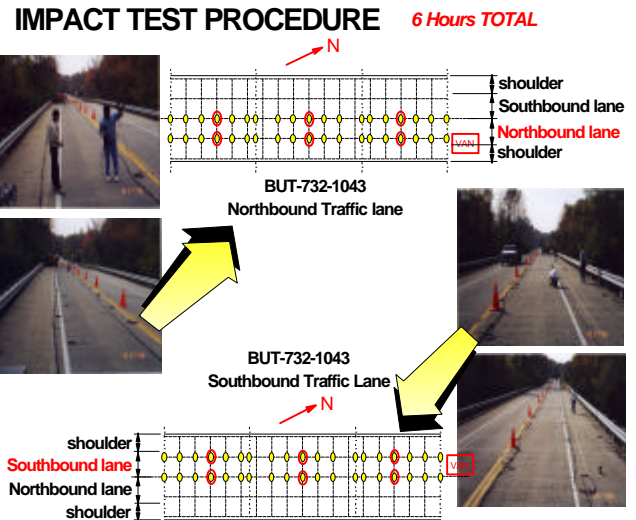 IMPACT TEST PROCEDURE
6 Hours TOTAL
N
shoulder
Southbound lane
Northbound lane
shoulder
VAN
BUT-732-1043
Northbound Traffic lane
BUT-732-1043
Southbound Traffic Lane
N
shoulder
Southbound lane
Northbound lane
shoulder
VAN